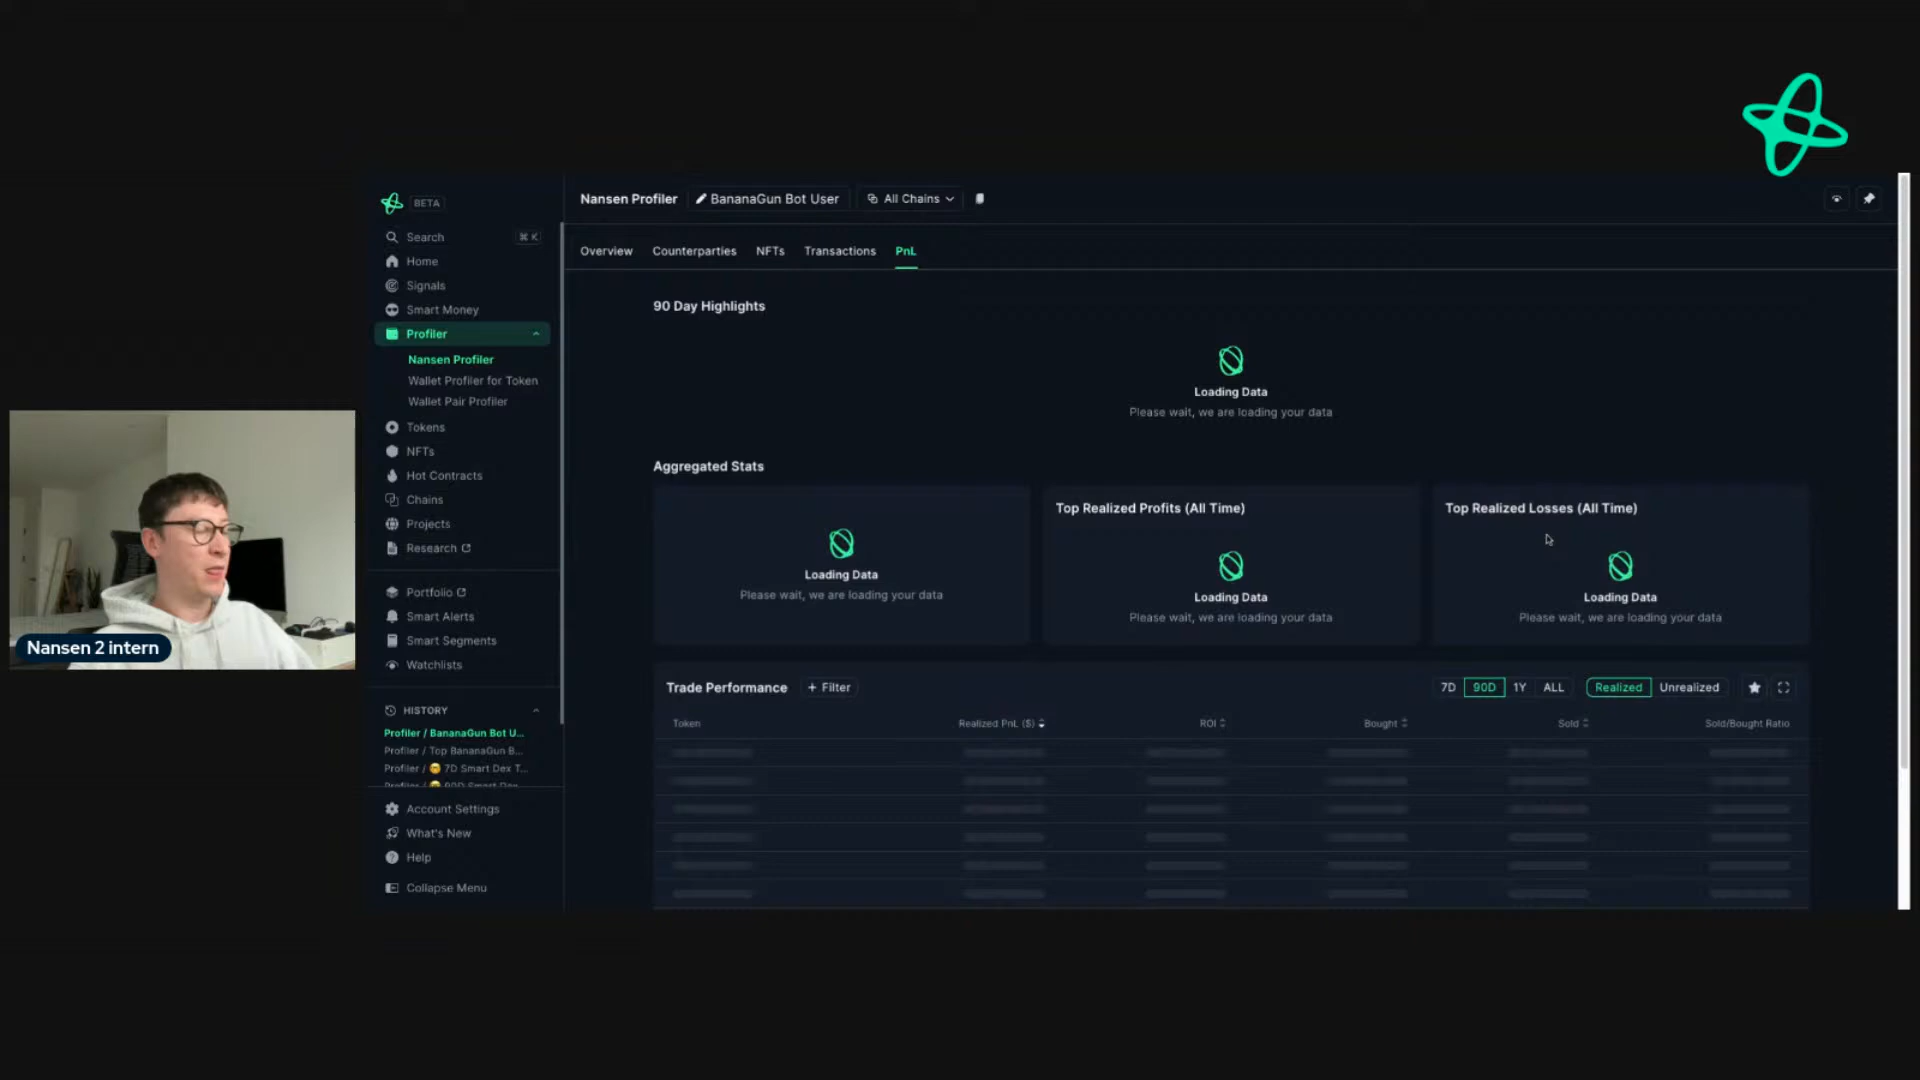 BETA
Search ⌘ K
Home
Signals
Smart Money
Profiler
Nansen Profiler
Wallet Profiler for Token
Wallet Pair Profiler
Tokens
NFTs
Hot Contracts
Chains
Projects
Research
Portfolio
Smart Alerts
Smart Segments
Watchlists
HISTORY
Profiler / BananaGun Bot U...
Profiler / Top BananaGun B...
Profiler / 7D Smart Dex T...
Profiler / 90D Smart Dex
Account Settings
What's New
Help
Collapse Menu
Nansen Profiler BananaGun Bot User All Chains
Overview Counterparties NFTs Transactions PnL
90 Day Highlights
Loading Data
Please wait, we are loading your data
Aggregated Stats
Loading Data
Please wait, we are loading your data
Top Realized Profits (All Time)
Loading Data
Please wait, we are loading your data
Top Realized Losses (All Time)
Loading Data
Please wait, we are loading your data
Trade Performance + Filter 7D 90D 1Y ALL Realized Unrealized
Token Realized PnL ($) ROI Bought Sold Sold/Bought Ratio
Nansen 2 intern